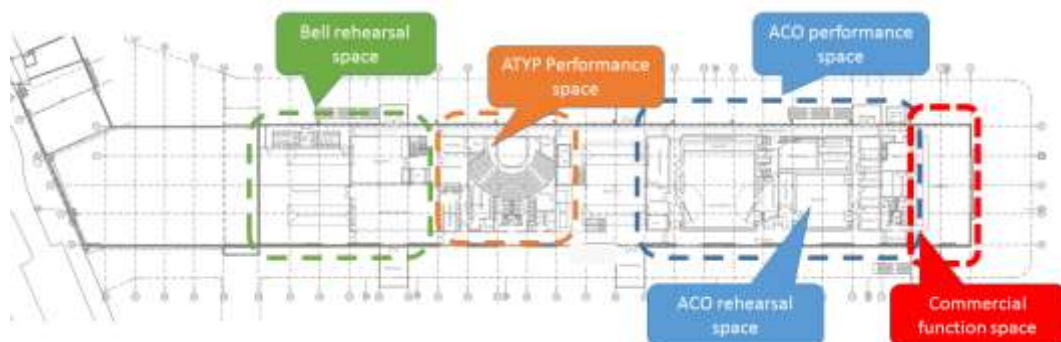 Bell rehearsal
space
ATYP Performance
space
ACO performance
space
ACO rehearsal
space
Commercial
function space